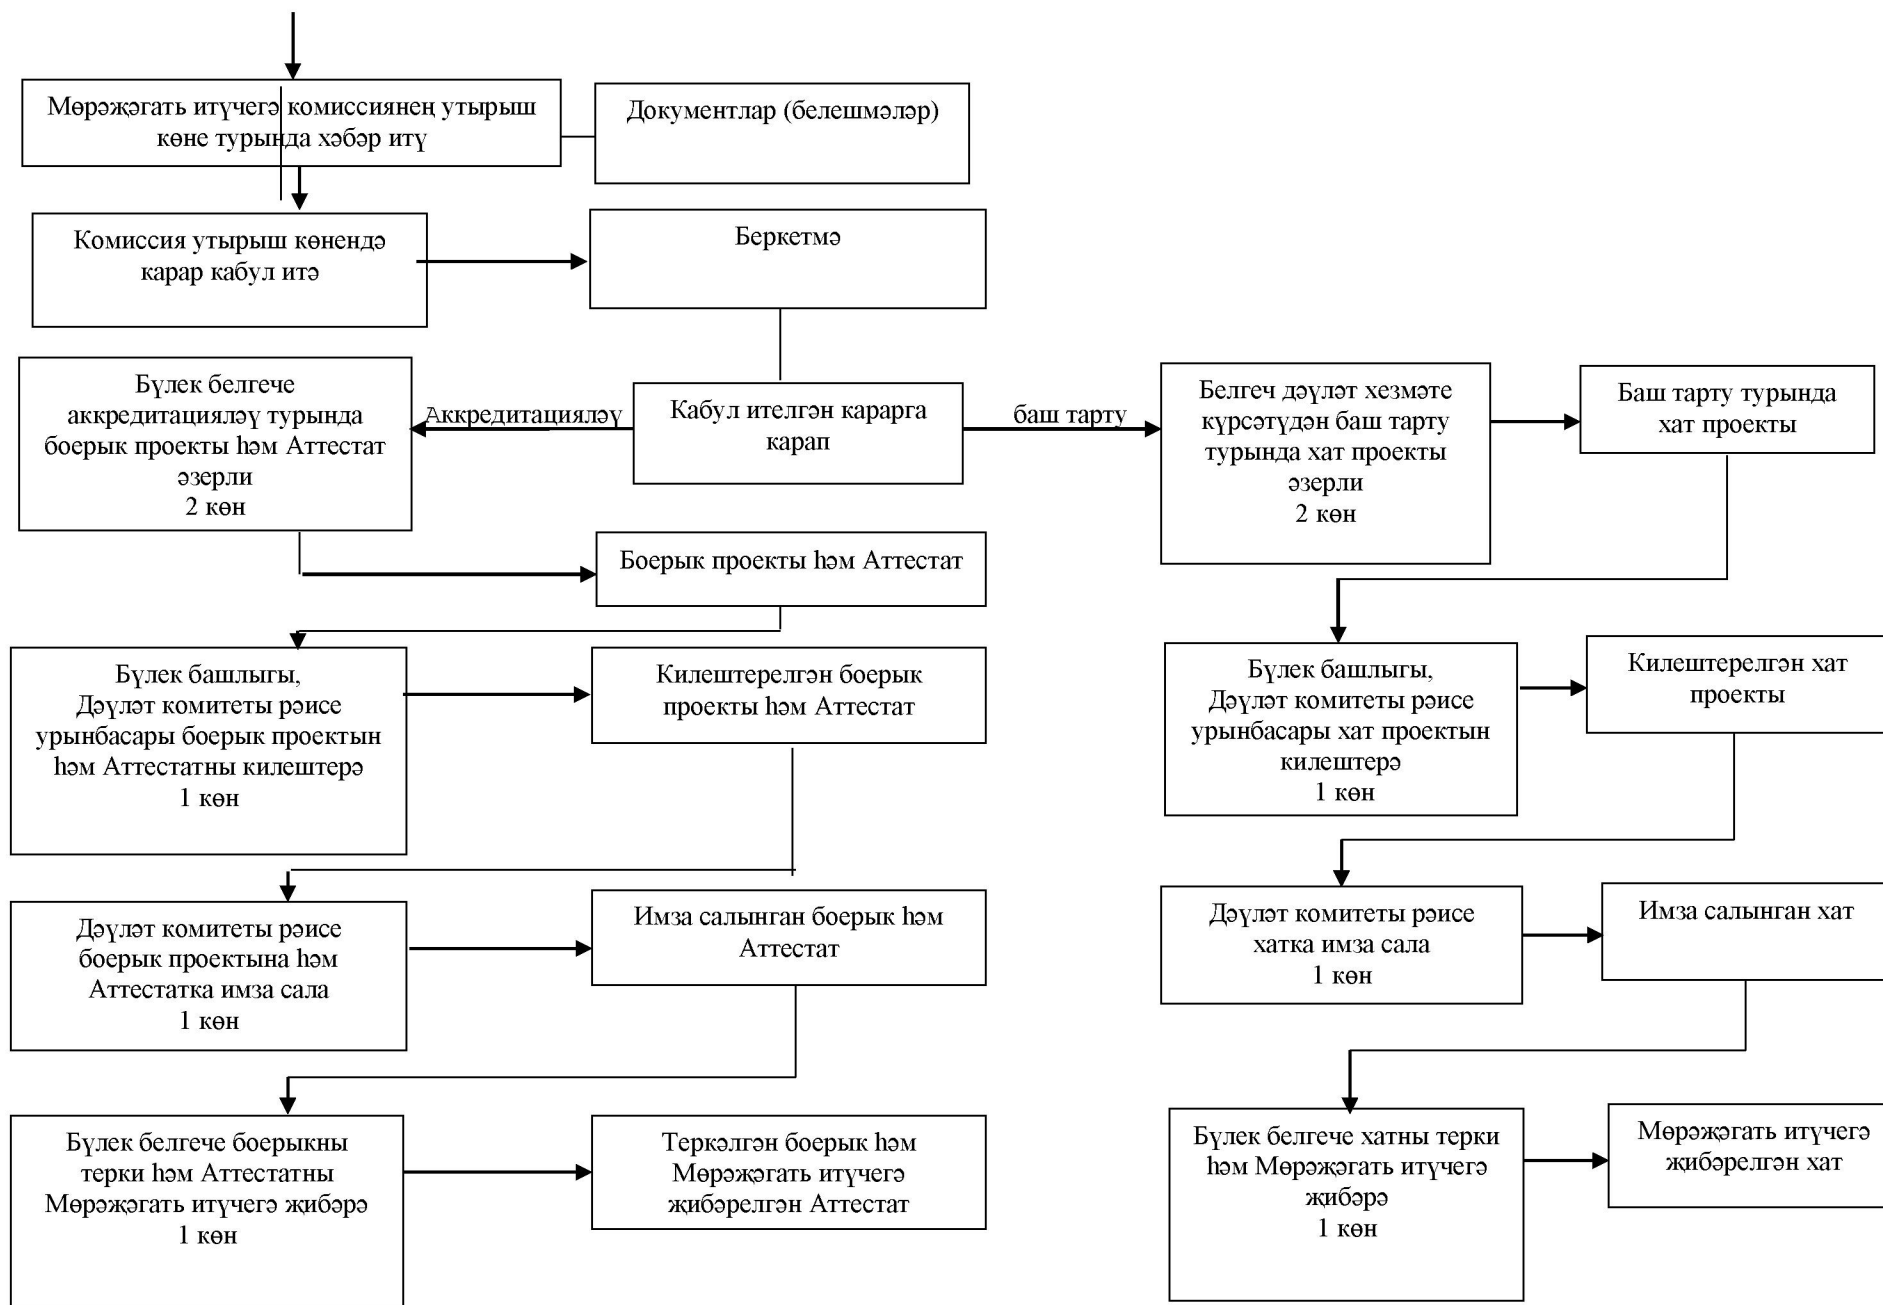 Мөрәҗәгать итүчегә комиссиянең утырыш
көне турында хәбәр итү
Документлар (белешмәләр)
Комиссия утырыш көнендә
карар кабул итә
Беркетмә
Бүлек белгече
аккредитацияләү турында
боерык проекты һәм Аттестат
әзерли
2 көн
Аккредитацияләү
Кабул ителгән карарга
карап
баш тарту
Белгеч дәүләт хезмәте
күрсәтүдән баш тарту
турында хат проекты
әзерли
2 көн
Баш тарту турында
хат проекты
Боерык проекты һәм Аттестат
Бүлек башлыгы,
Дәүләт комитеты рәисе
урынбасары боерык проектын
һәм Аттестатны килештерә
1 көн
Килештерелгән боерык
проекты һәм Аттестат
Бүлек башлыгы,
Дәүләт комитеты рәисе
урынбасары хат проектын
килештерә
1 көн
Килештерелгән хат
проекты
Дәүләт комитеты рәисе
боерык проектына һәм
Аттестатка имза сала
1 көн
Имза салынган боерык һәм
Аттестат
Дәүләт комитеты рәисе
хатка имза сала
1 көн
Имза салынган хат
Бүлек белгече боерыкны
терки һәм Аттестатны
Мөрәҗәгать итүчегә җибәрә
1 көн
Теркәлгән боерык һәм
Мөрәҗәгать итүчегә
җибәрелгән Аттестат
Бүлек белгече хатны терки
һәм Мөрәҗәгать итүчегә
җибәрә
1 көн
Мөрәҗәгать итүчегә
җибәрелгән хат